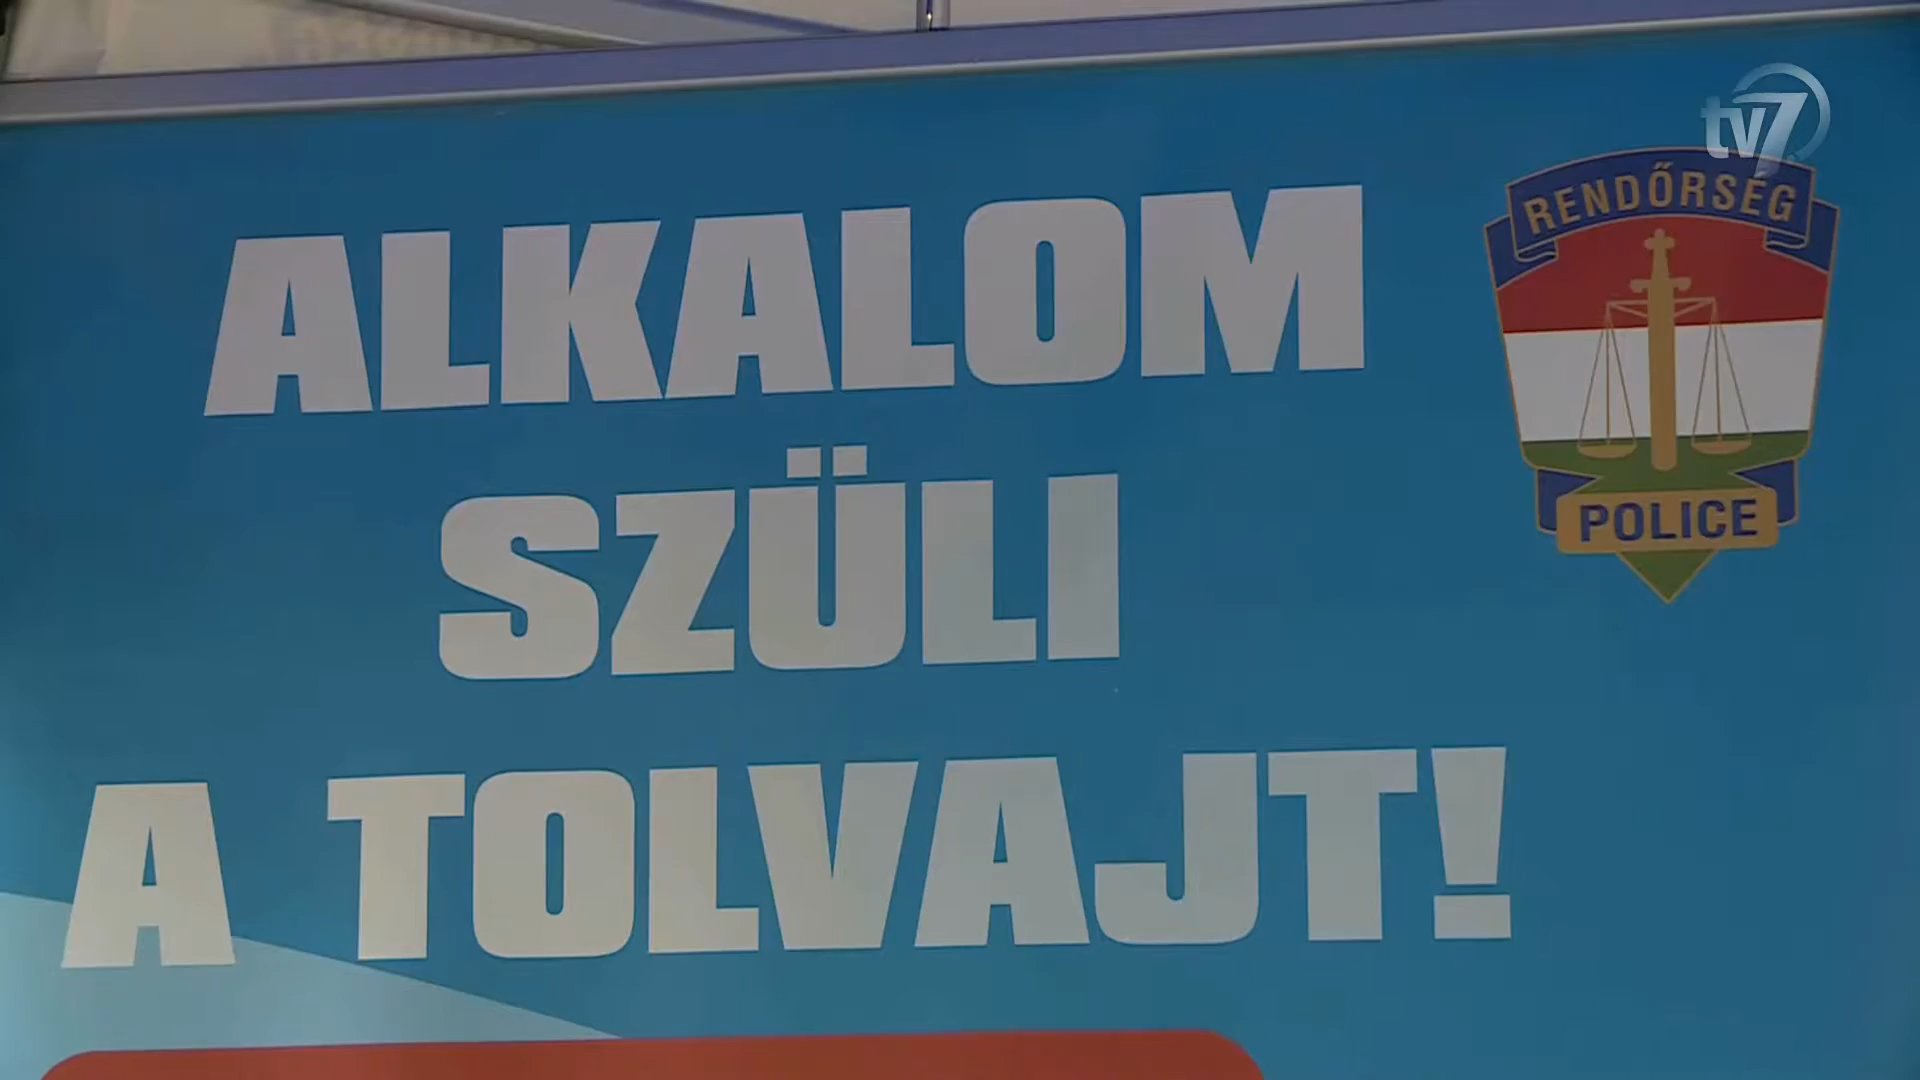 tv7
RENDŐRSÉG
ALKALOM
SZÜLI
POLICE
A TOLVAJT!